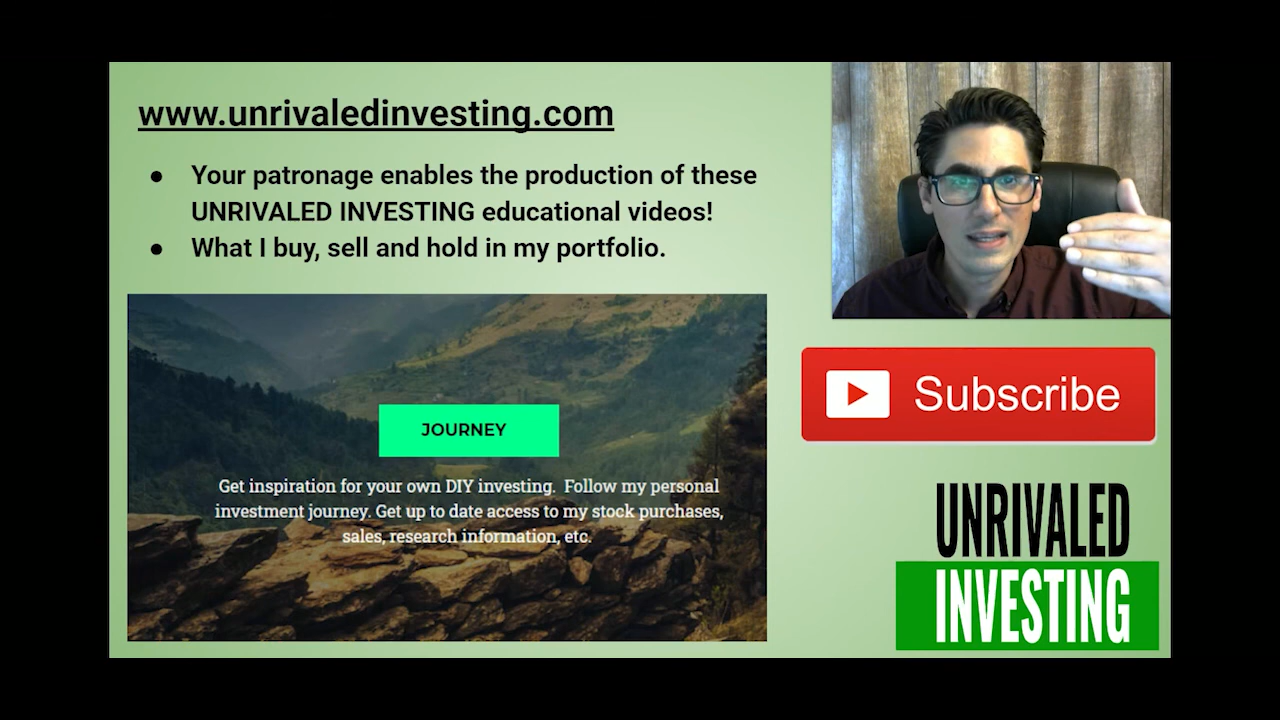 www.unrivaledinvesting.com
● Your patronage enables the production of these
UNRIVALED INVESTING educational videos!
● What I buy, sell and hold in my portfolio.
JOURNEY
Get inspiration for your own DIY investing. Follow my personal
investment journey. Get up to date access to my stock purchases,
sales, research information, etc.
Subscribe
UNRIVALED
INVESTING